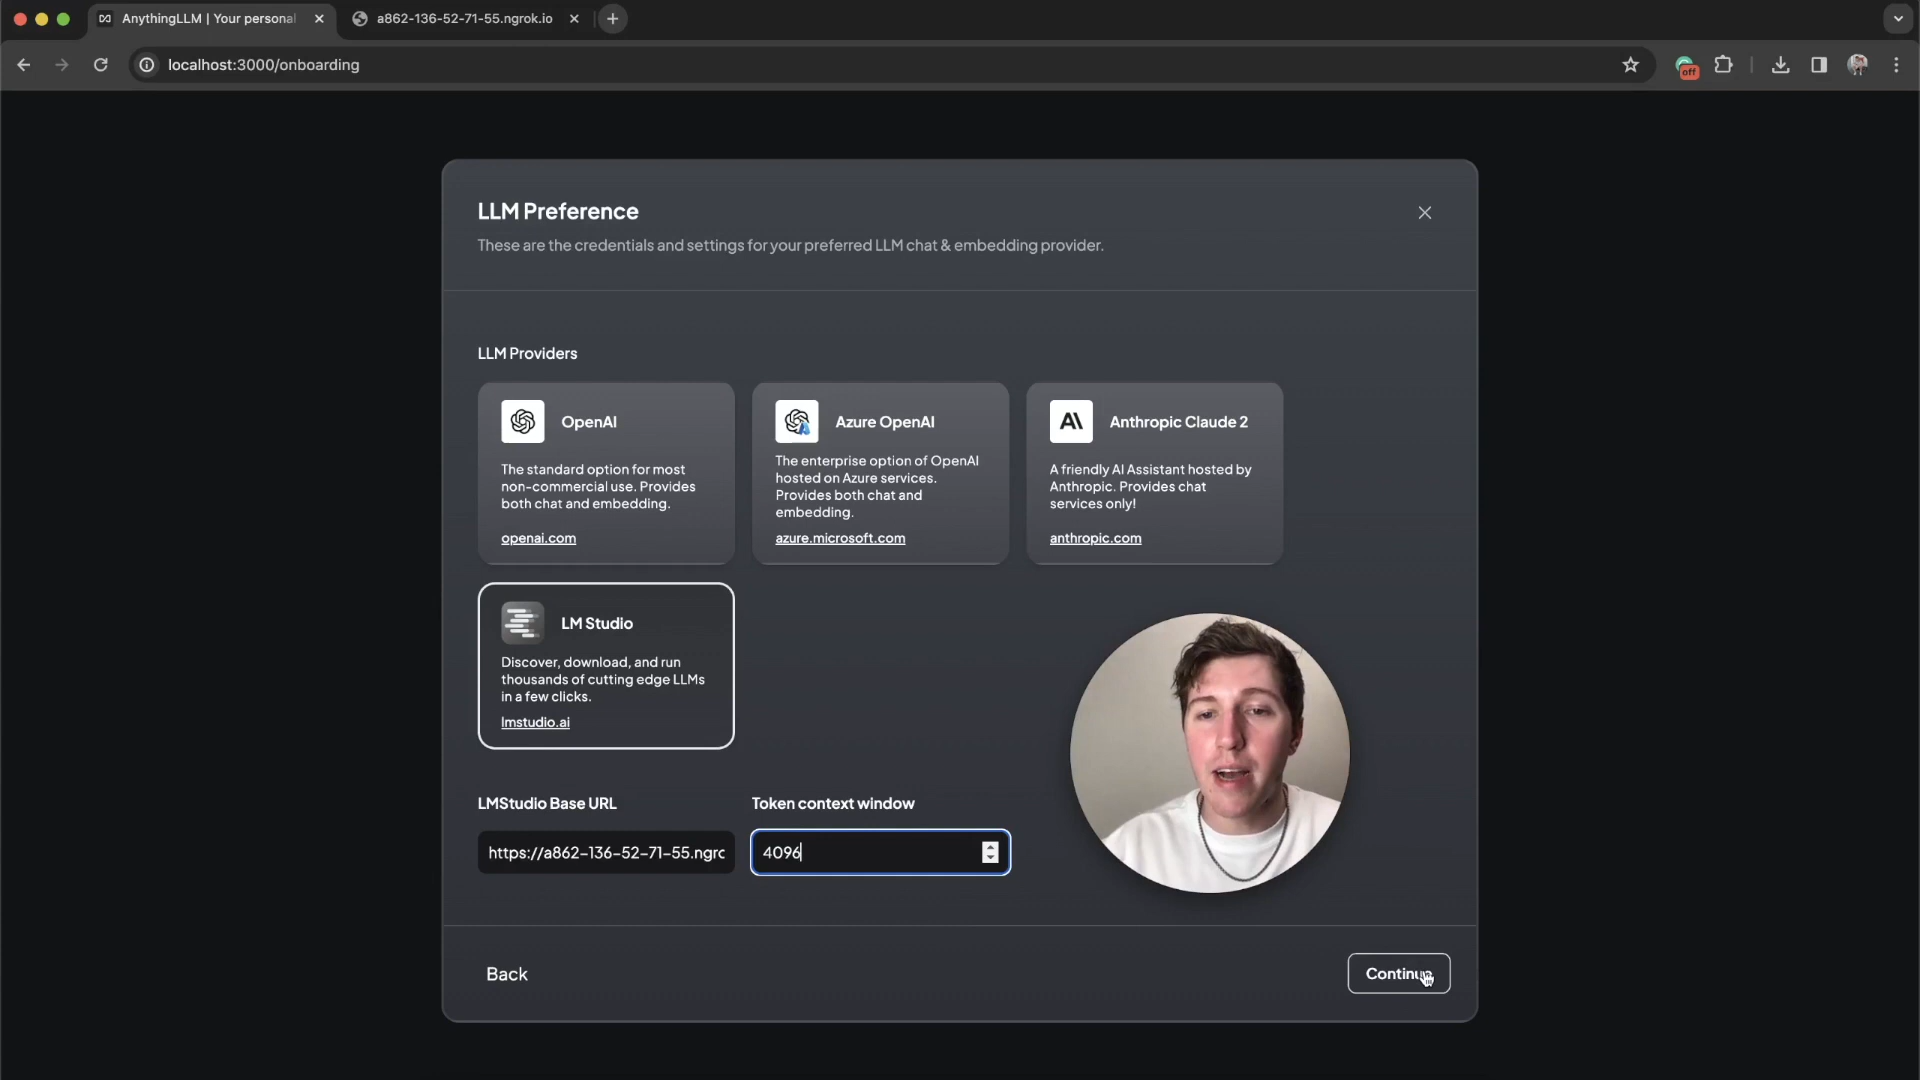 AnythingLLM | Your personal
a862-136-52-71-55.ngrok.io
localhost:3000/onboarding
off
LLM Preference
These are the credentials and settings for your preferred LLM chat & embedding provider.
LLM Providers
OpenAI
The standard option for most
non-commercial use. Provides
both chat and embedding.
openai.com
Azure OpenAI
The enterprise option of OpenAI
hosted on Azure services.
Provides both chat and
embedding.
azure.microsoft.com
Anthropic Claude 2
A friendly AI Assistant hosted by
Anthropic. Provides chat
services only!
anthropic.com
LM Studio
Discover, download, and run
thousands of cutting edge LLMs
in a few clicks.
lmstudio.ai
LMStudio Base URL
https://a862-136-52-71-55.ngrc
Token context window
4096
Back
Continue